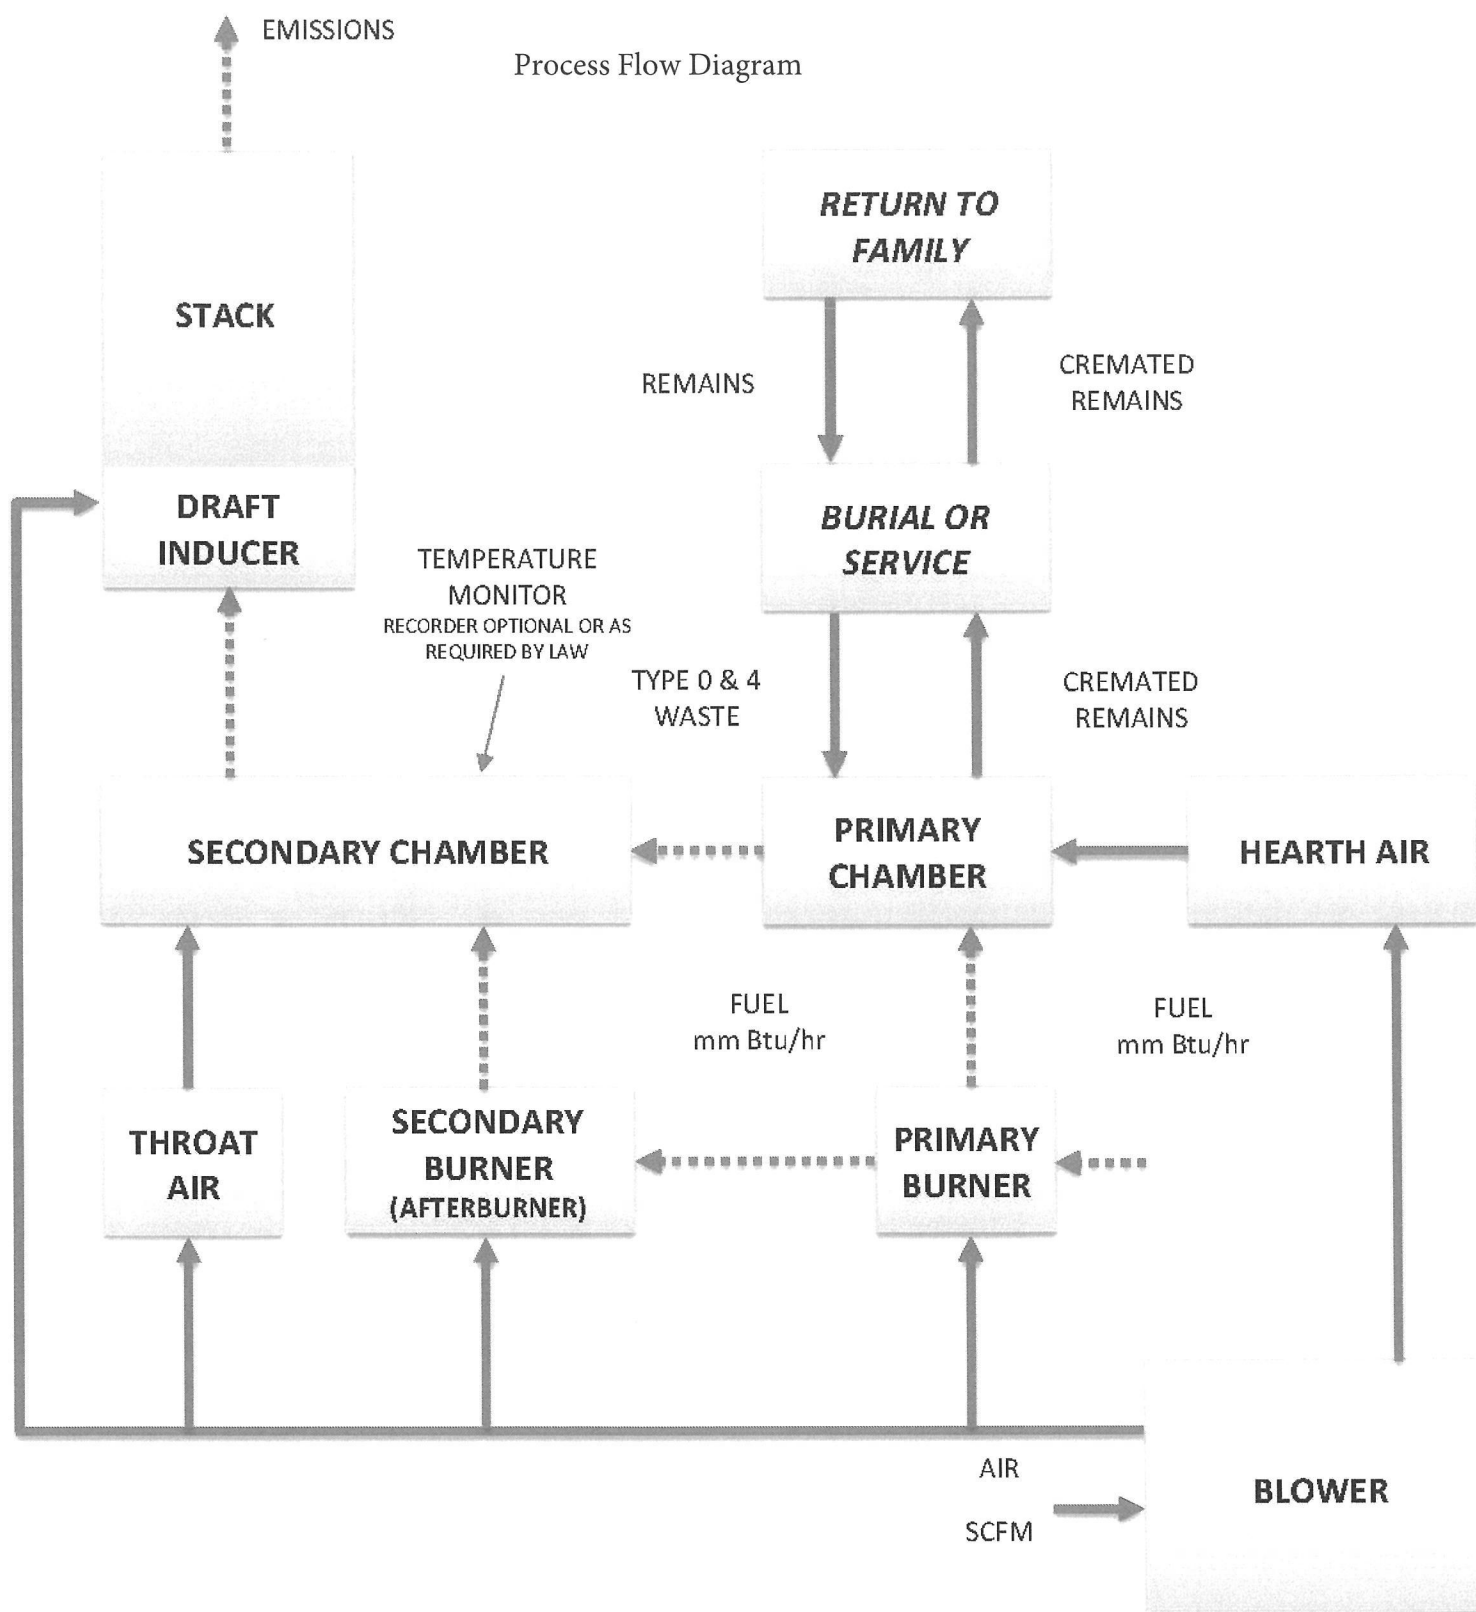 EMISSIONS
Process Flow Diagram
RETURN TO
FAMILY
STACK
REMAINS
CREMATED
REMAINS
DRAFT
INDUCER
BURIAL OR
SERVICE
TEMPERATURE
MONITOR
RECORDER OPTIONAL OR AS
REQUIRED BY LAW
TYPE 0 & 4
WASTE
CREMATED
REMAINS
SECONDARY CHAMBER
PRIMARY
CHAMBER
HEARTH AIR
FUEL
mm Btu/hr
FUEL
mm Btu/hr
THROAT
AIR
SECONDARY
BURNER
(AFTERBURNER)
PRIMARY
BURNER
AIR
SCFM
BLOWER